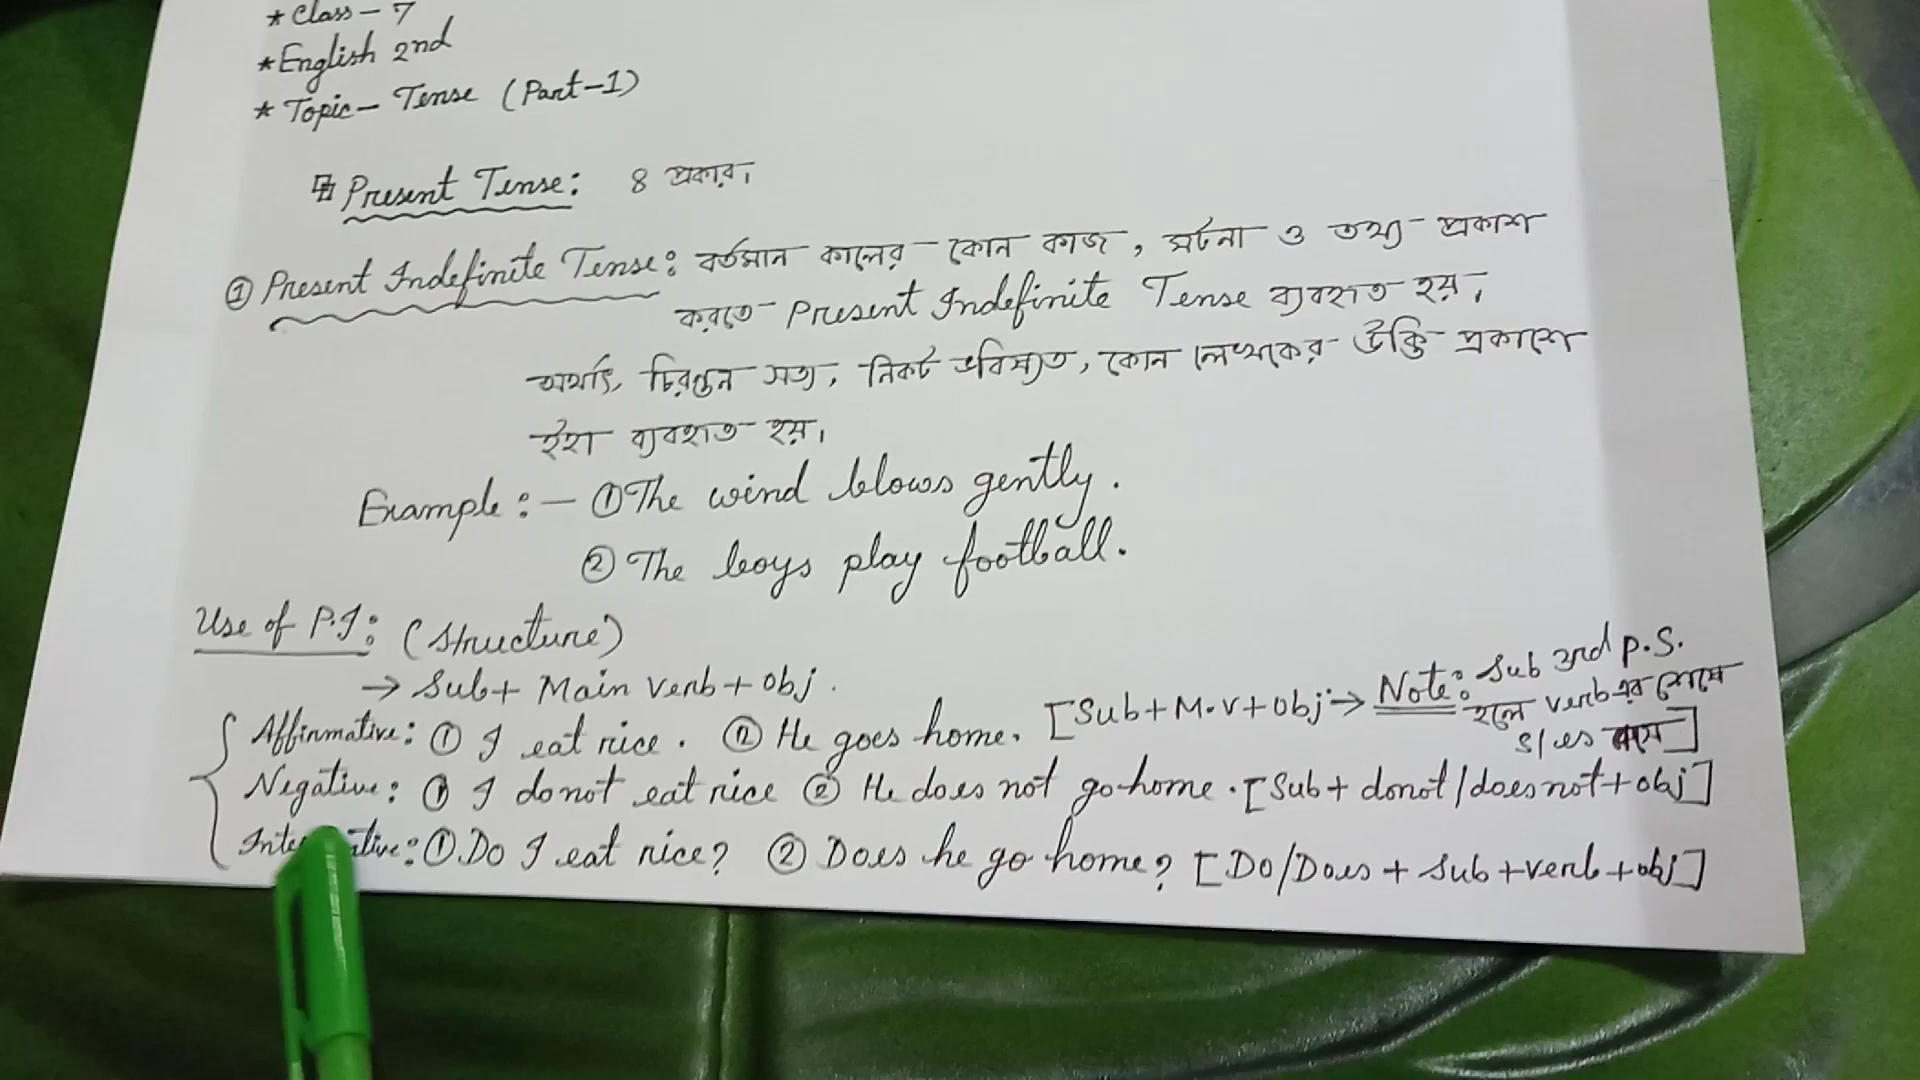 * Class - 7
* English 2nd
* Topic - Tense (Part-1)
Present Tense: ৪ প্রকার।
① Present Indefinite Tense: বর্তমান কালের কোন কাজ, ঘটনা ও তথ্য প্রকাশ
করতে Present Indefinite Tense ব্যবহৃত হয়।
অর্থাৎ, চিরন্তন সত্য, নিকট ভবিষ্যত, কোন লেখকের উক্তি প্রকাশে
ইহা ব্যবহৃত হয়।
Example: - ① The wind blows gently.
② The boys play football.
Use of P.I: (Structure)
→ Sub + Main verb + obj.
Affirmative: ① I eat rice. ② He goes home. [Sub + M.v + obj → Note: Sub 3rd P.S.
হলে verb এর শেষে
s/es বসে]
Negative: ① I do not eat rice ② He does not go home. [Sub + do not / does not + obj]
① Do I eat rice? ② Does he go home? [Do/Does + Sub + verb + obj]